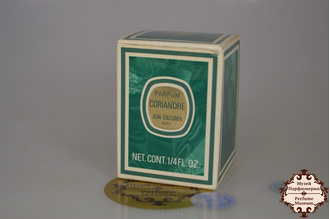 PARFUM
CORIANDRE
JEAN COUTURIER
PARIS
NET. CONT. 1/4 FL. OZ
Музей
Парфюмерии
Perfume
Museum